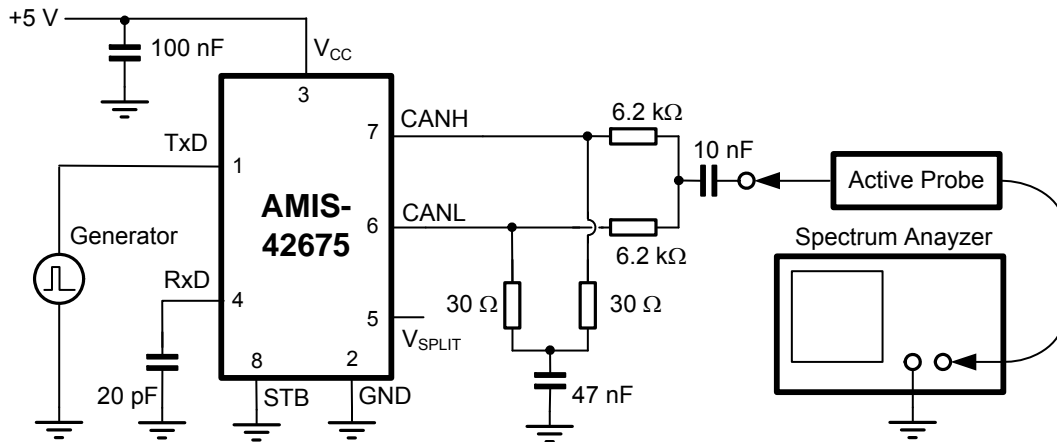 +5 V
100 nF
VCC
3
TxD
1
AMIS-
42675
CANH
7
6.2 kΩ
10 nF
Active Probe
CANL
6
6.2 kΩ
Spectrum Anayzer
Generator
RxD
4
30 Ω
30 Ω
5
VSPLIT
8
2
20 pF
STB
GND
47 nF